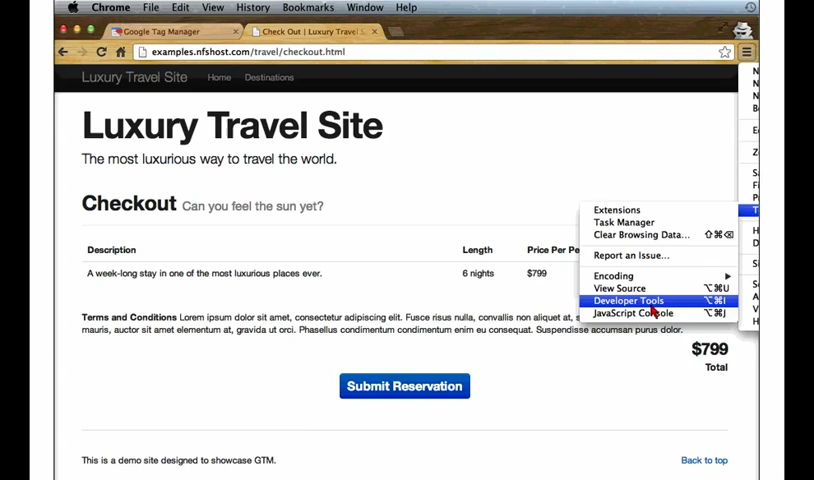 Chrome File Edit View History Bookmarks Window Help
Google Tag Manager
Check Out | Luxury Travel S
examples.nfshost.com/travel/checkout.html
Luxury Travel Site Home Destinations
Luxury Travel Site
The most luxurious way to travel the world.
Checkout Can you feel the sun yet?
Extensions
Task Manager
Clear Browsing Data... ⇧⌘⌫
Report an Issue...
Encoding
View Source ⌥⌘U
Developer Tools ⌥⌘I
JavaScript Console ⌥⌘J
Description Length Price Per Pe
A week-long stay in one of the most luxurious places ever. 6 nights $799
Terms and Conditions Lorem ipsum dolor sit amet, consectetur adipiscing elit. Fusce risus nulla, convallis non aliquet at,
mauris, auctor sit amet elementum at, gravida ut orci. Phasellus condimentum condimentum enim eu consequat. Suspendisse accumsan purus dolor.
$799
Total
Submit Reservation
This is a demo site designed to showcase GTM. Back to top